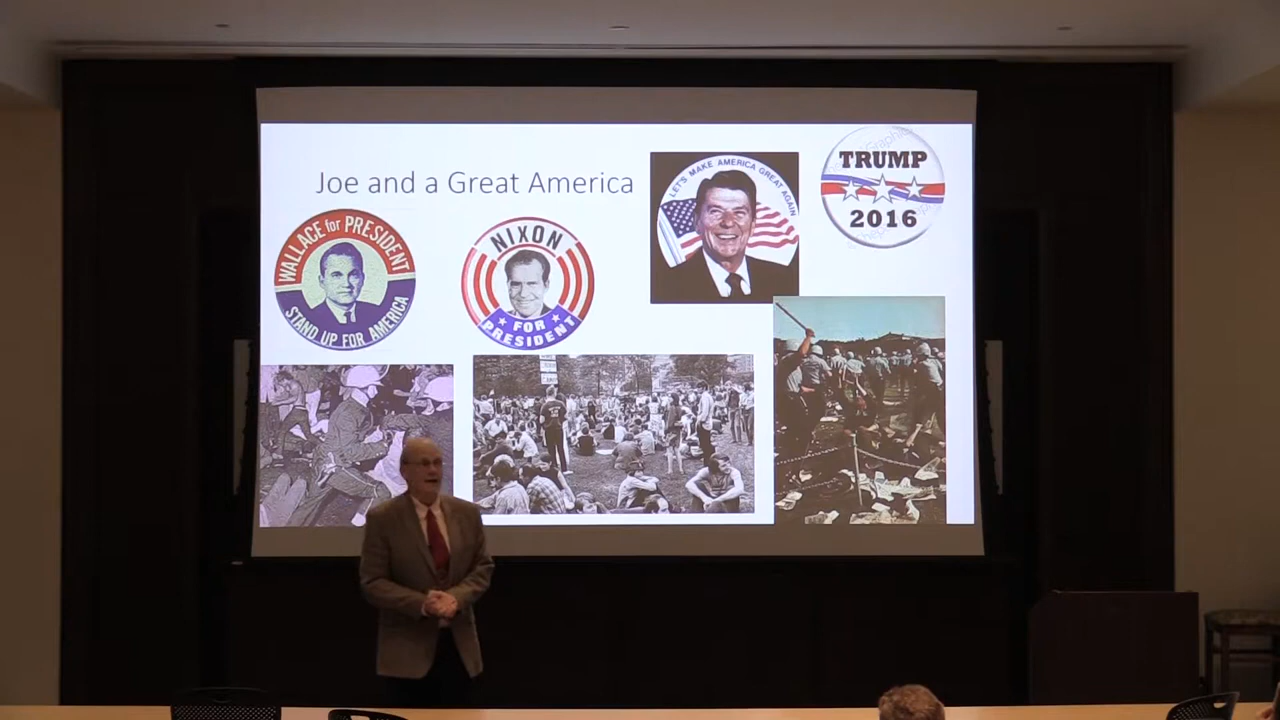 Joe and a Great America
WALLACE for PRESIDENT
STAND UP FOR AMERICA
NIXON
FOR
PRESIDENT
LET'S MAKE AMERICA GREAT AGAIN
TRUMP
2016